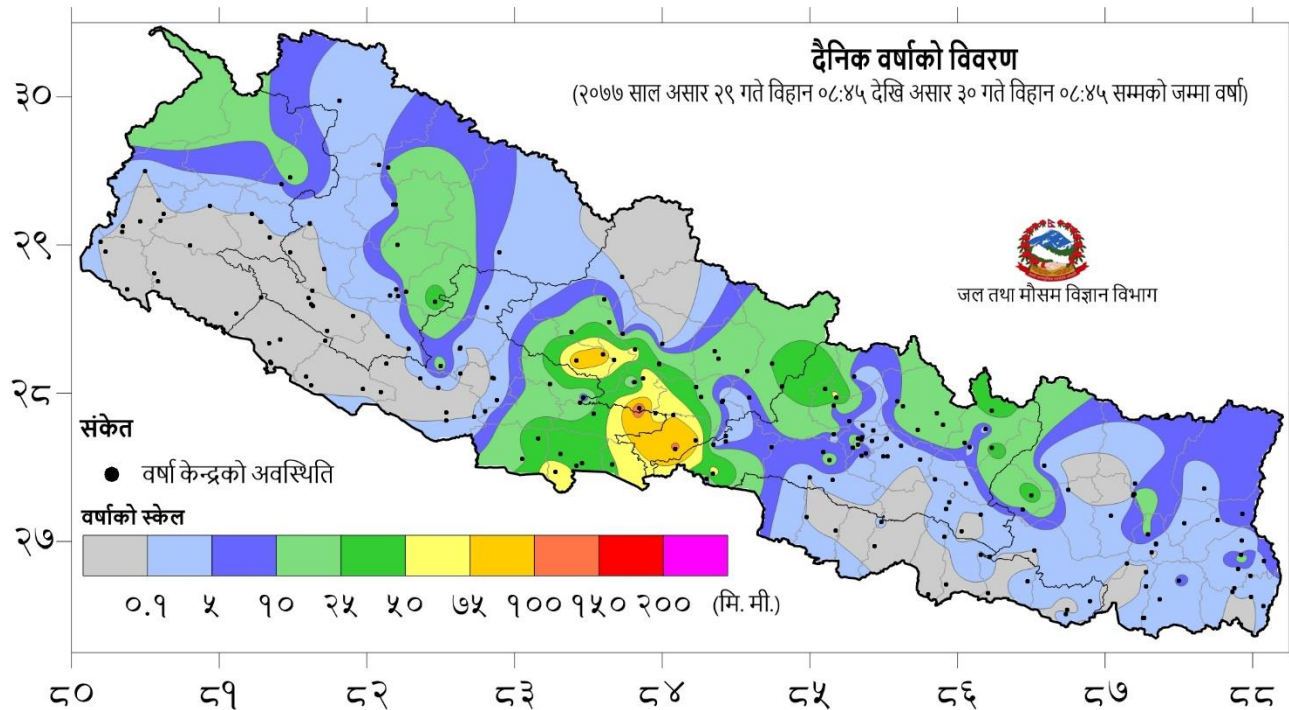 दैनिक वर्षाको विवरण
(२०७७ साल असार २९ गते विहान ०८:४५ देखि असार ३० गते विहान ०८:४५ सम्मको जम्मा वर्षा)
३०
२९
जल तथा मौसम विज्ञान विभाग
२८
संकेत
वर्षा केन्द्रको अवस्थिति
वर्षाको स्केल
२७
०.१ ५ १० २५ ५० ७५ १०० १५० २०० (मि. मी.)
८० ८१ ८२ ८३ ८४ ८५ ८६ ८७ ८८